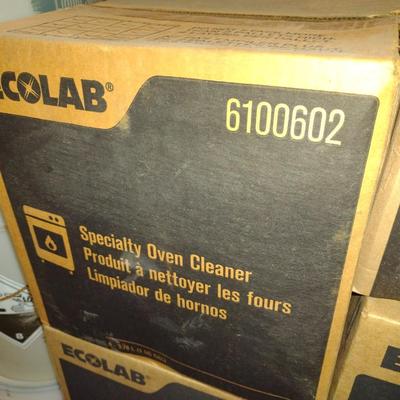 ECOLAB®
6100602
Specialty Oven Cleaner
Produit à nettoyer les fours
Limpiador de hornos
ECOLAB